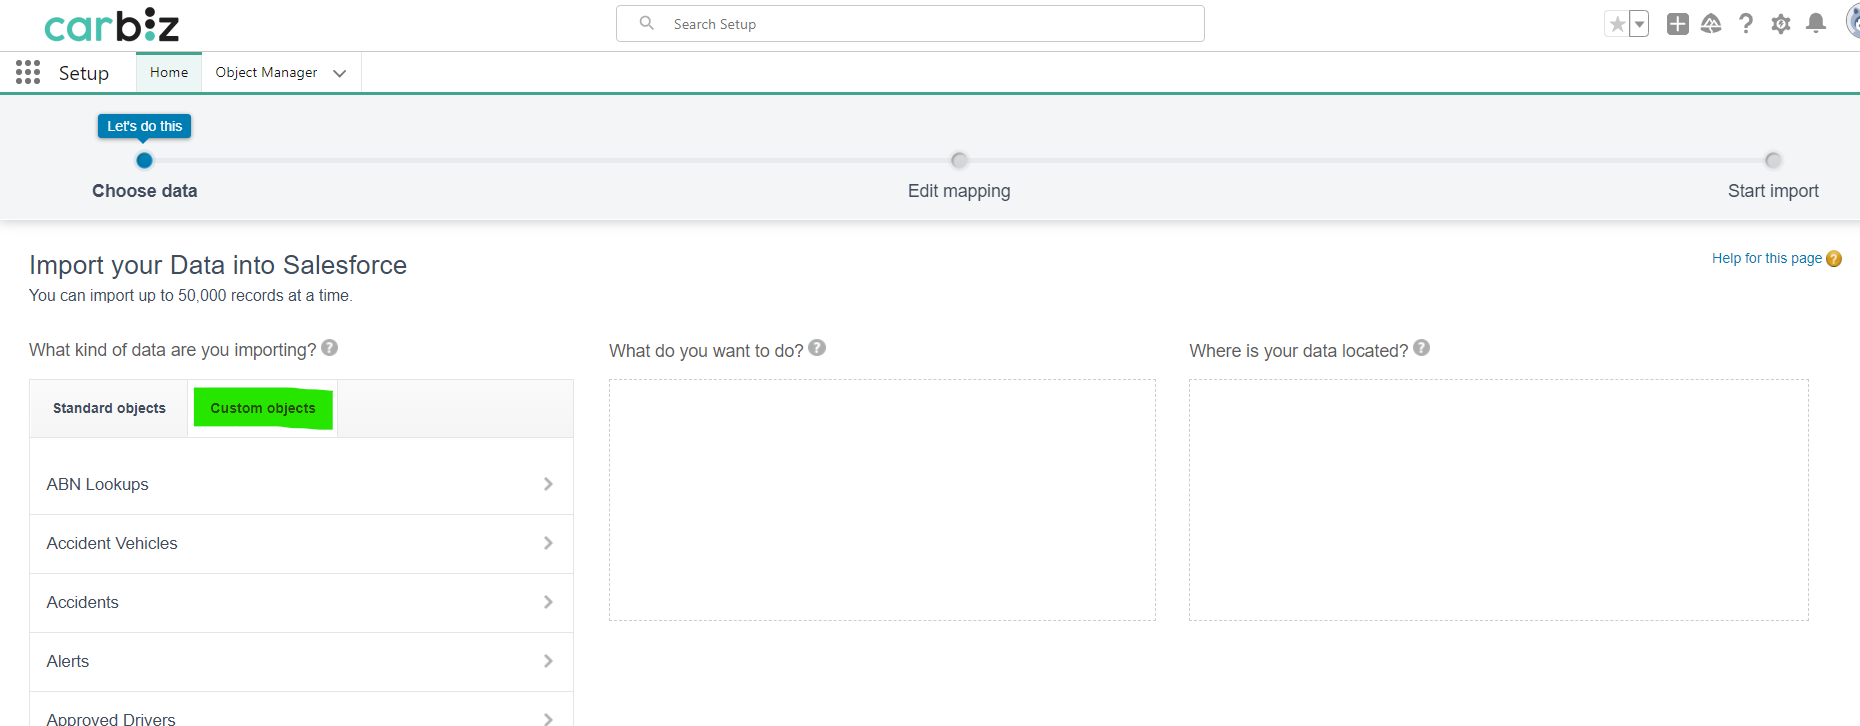 carbiz
Search Setup
Setup
Home
Object Manager
Let's do this
Choose data
Edit mapping
Start import
Import your Data into Salesforce
Help for this page ?
You can import up to 50,000 records at a time.
What kind of data are you importing? ?
What do you want to do? ?
Where is your data located? ?
Standard objects
Custom objects
ABN Lookups
Accident Vehicles
Accidents
Alerts
Approved Drivers